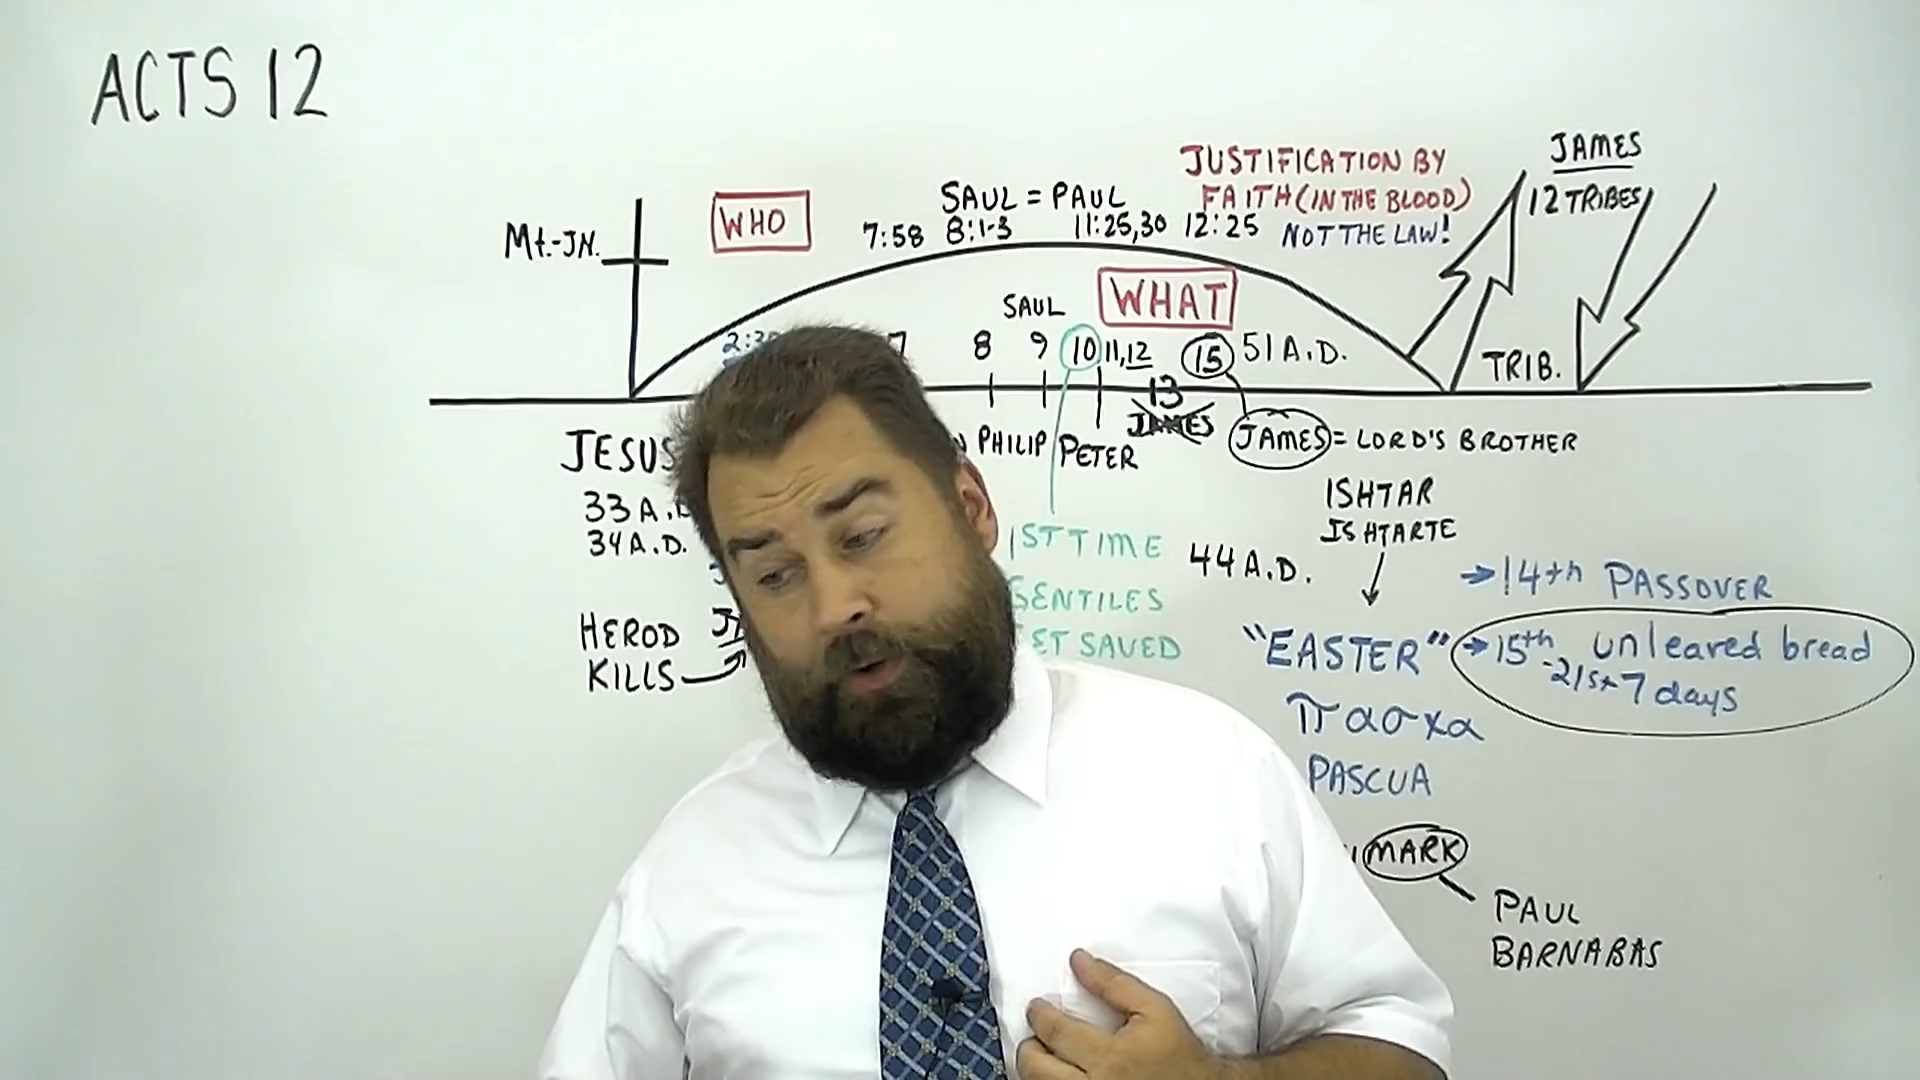 ACTS 12
JAMES
12 TRIBES
JUSTIFICATION BY
FAITH (IN THE BLOOD)
NOT THE LAW!
SAUL = PAUL
7:58 8:1-3 11:25,30 12:25
WHO
Mt.-JN.
WHAT
SAUL
8 9 10 11,12 15 51 A.D.
13
TRIB.
JESUS
PHILIP
PETER
JAMES
JAMES = LORD'S BROTHER
33 A.D
34 A.D.
HEROD
KILLS
1ST TIME
GENTILES
GET SAVED
44 A.D.
ISHTAR
ISHTARTE
"EASTER"
→ 14th PASSOVER
→ 15th unleared bread
-21st 7 days
πασχα
PASCUA
MARK
PAUL
BARNABAS